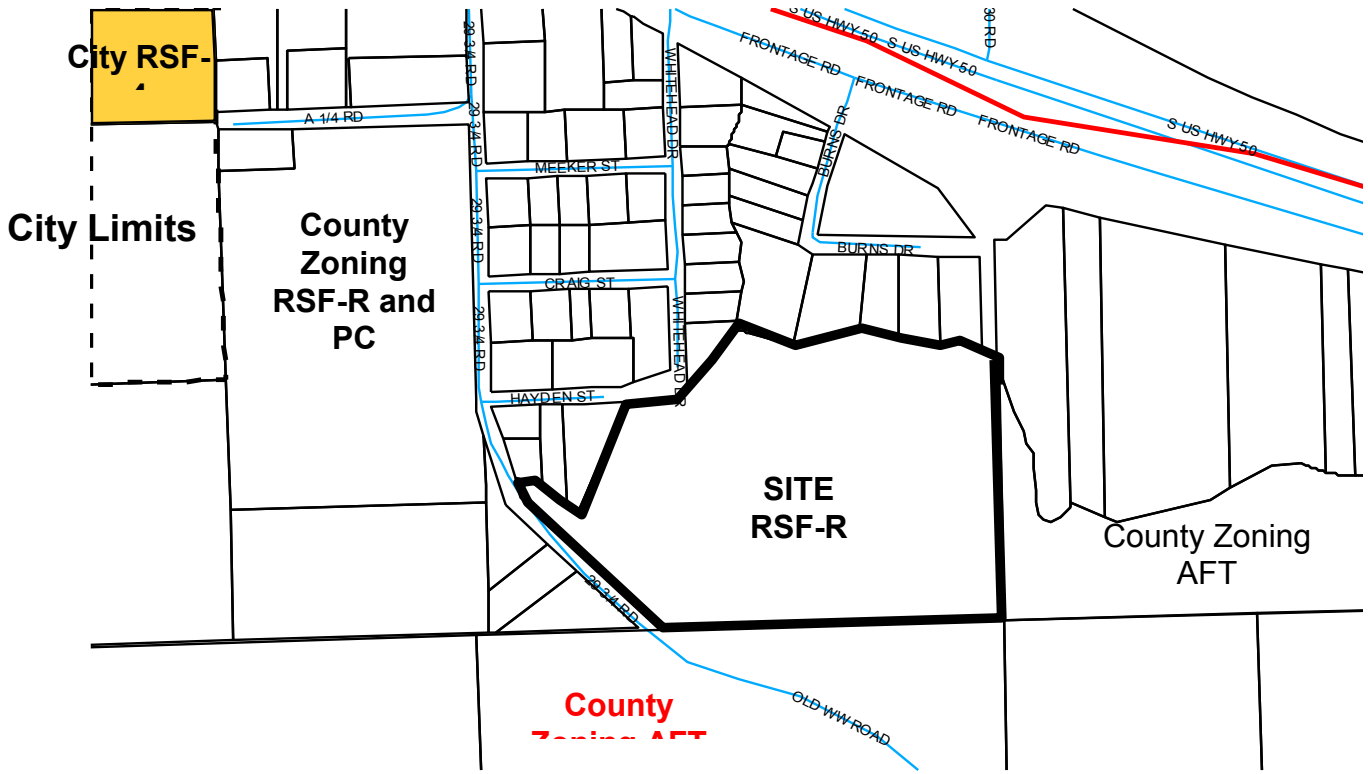 29 3/4 RD
S US HWY 50
S US HWY 50
30 RD
FRONTAGE RD
FRONTAGE RD
FRONTAGE RD
S US HWY 50
City RSF-
WHITEHEAD DR
A 1/4 RD
29 3/4 RD
BURNS DR
MEEKER ST
City Limits
County
Zoning
RSF-R and
PC
29 3/4 RD
BURNS DR
CRAIG ST
29 3/4 RD
WHITEHEAD DR
HAYDEN ST
SITE
RSF-R
County Zoning
AFT
29 3/4 RD
County
Zoning AFT
OLD WW ROAD